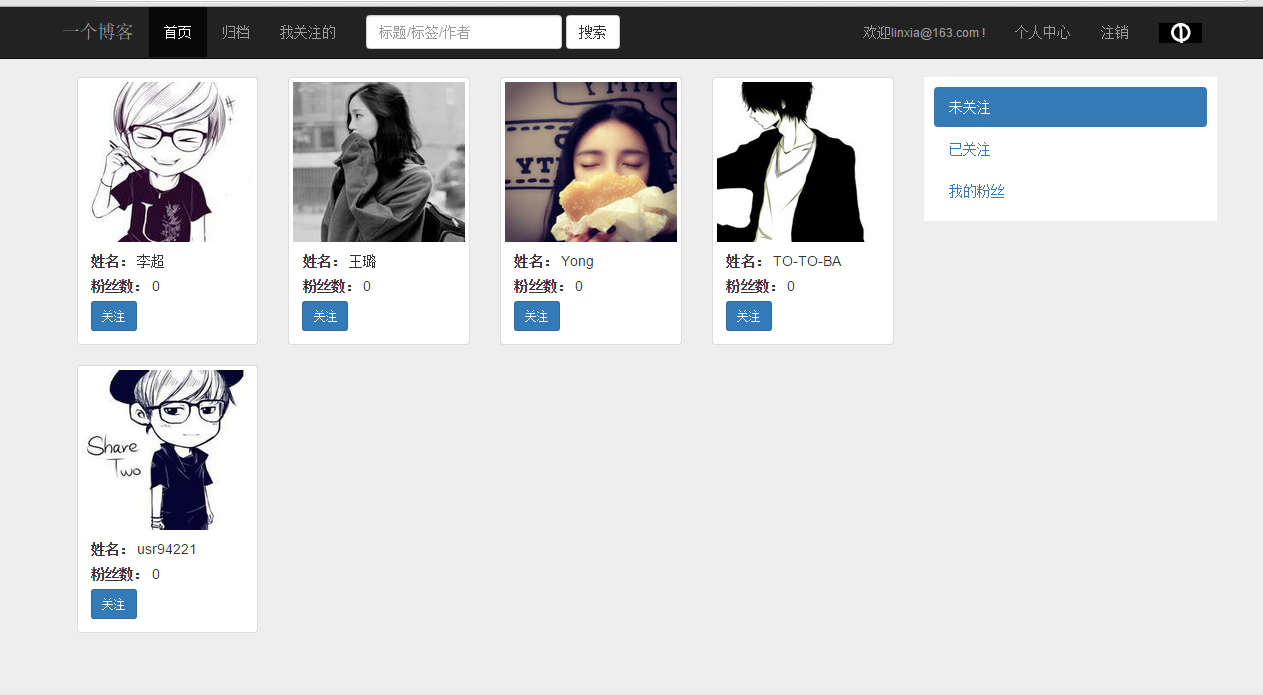 一个博客 首页 归档 我关注的 标题/标签/作者 搜索 欢迎linxia@163.com ! 个人中心 注销
未关注
已关注
我的粉丝
姓名： 李超
粉丝数： 0
关注
姓名： 王璐
粉丝数： 0
关注
姓名： Yong
粉丝数： 0
关注
姓名： TO-TO-BA
粉丝数： 0
关注
Share
Two
姓名： usr94221
粉丝数： 0
关注